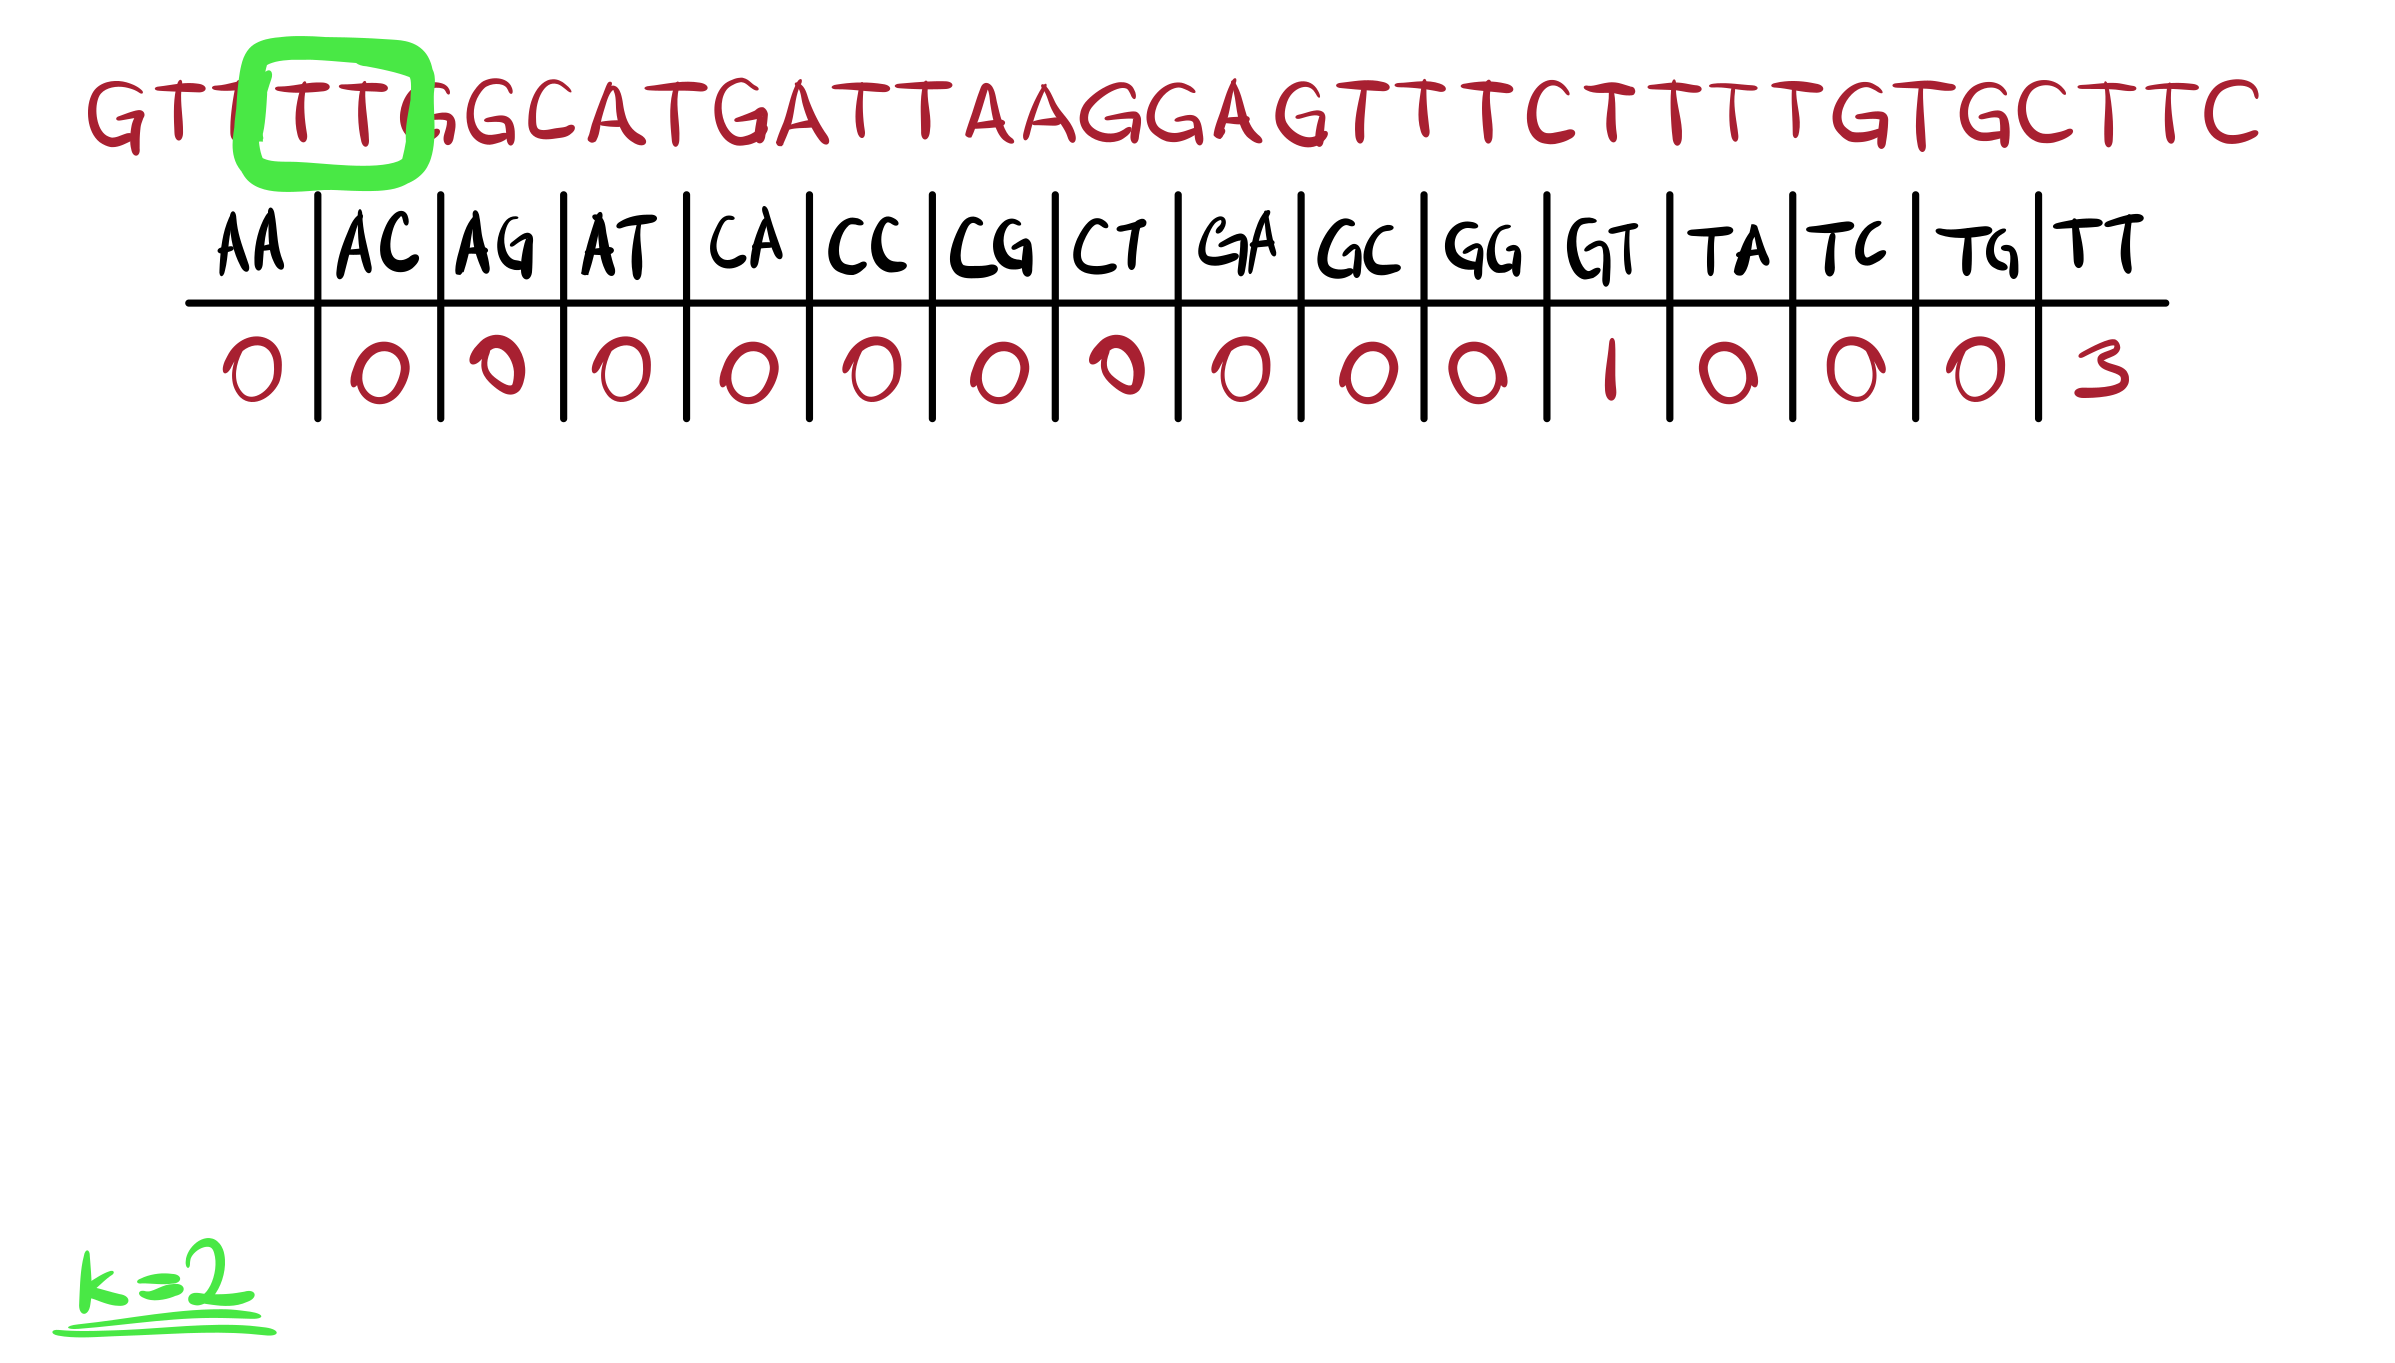 GTTTTGGCATGATTAAGGAGTTTCTTTTGTGCTTC
AA AC AG AT CA CC CG CT GA GC GG GT TA TC TG TT
0 0 0 0 0 0 0 0 0 0 0 1 0 0 0 3
k=2